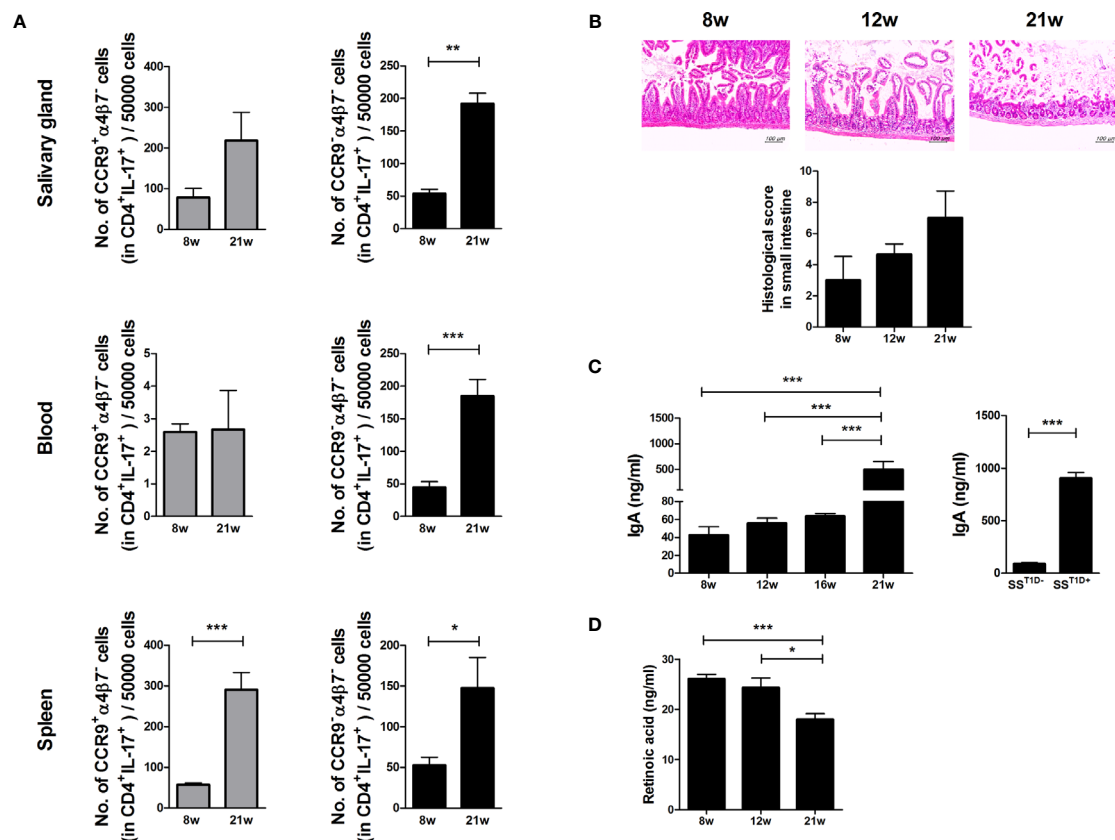 A
Salivary gland
No. of CCR9⁺α4β7⁻ cells
(in CD4⁺IL-17⁺) / 50000 cells
400
300
200
100
0
8w 21w
No. of CCR9⁻α4β7⁻ cells
(in CD4⁺IL-17⁺) / 50000 cells
**
250
200
150
100
50
0
8w 21w
Blood
No. of CCR9⁺α4β7⁻ cells
(in CD4⁺IL-17⁺) / 50000 cells
5
4
3
2
1
0
8w 21w
No. of CCR9⁻α4β7⁻ cells
(in CD4⁺IL-17⁺) / 50000 cells
***
250
200
150
100
50
0
8w 21w
Spleen
No. of CCR9⁺α4β7⁻ cells
(in CD4⁺IL-17⁺) / 50000 cells
***
400
300
200
100
0
8w 21w
No. of CCR9⁻α4β7⁻ cells
(in CD4⁺IL-17⁺) / 50000 cells
*
200
150
100
50
0
8w 21w
B
8w 12w 21w
100 μm 100 μm 100 μm
Histological score
in small intestine
10
8
6
4
2
0
8w 12w 21w
C
***
***
***
IgA (ng/ml)
1500
1000
500
80
60
40
20
0
8w 12w 16w 21w
***
IgA (ng/ml)
1500
1000
500
0
SSᵀ¹ᴰ⁻ SSᵀ¹ᴰ⁺
D
***
*
Retinoic acid (ng/ml)
30
20
10
0
8w 12w 21w